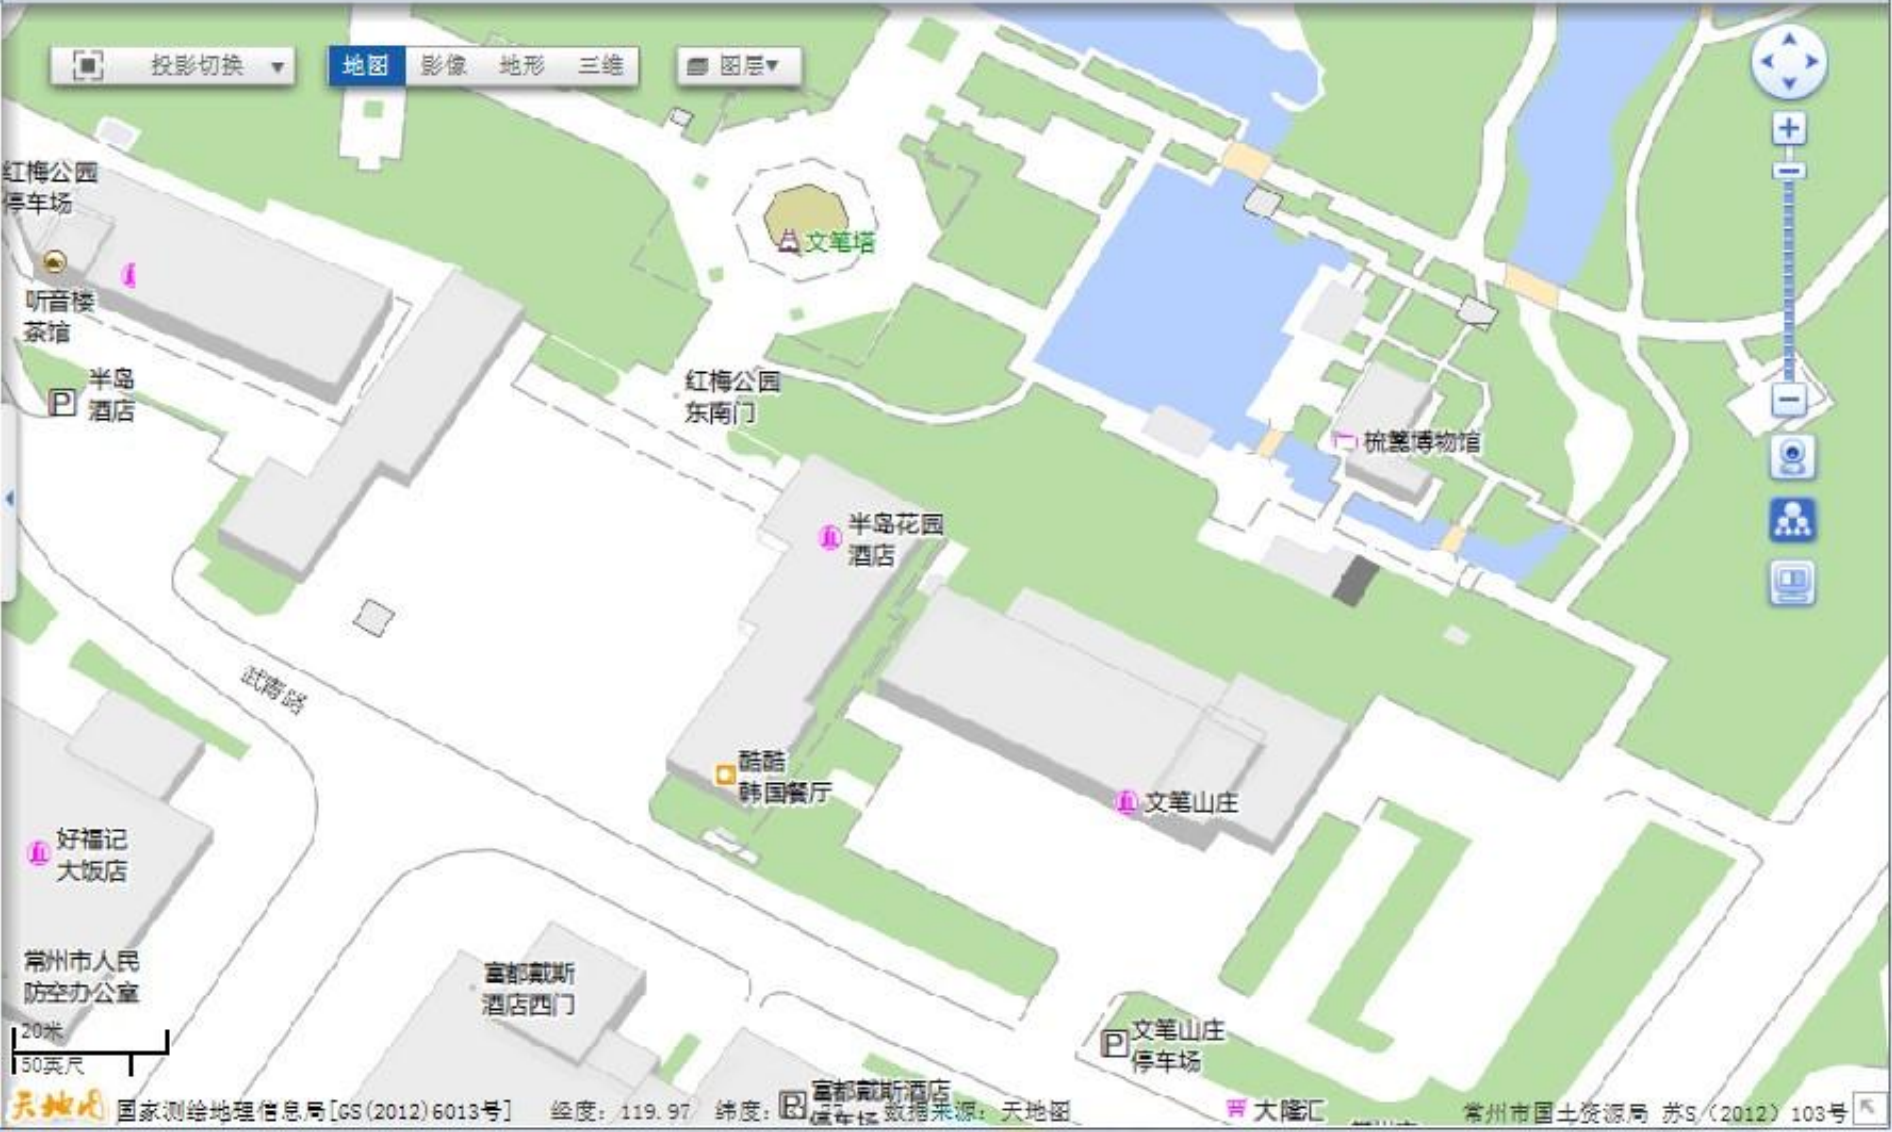 投影切换
地图
影像
地形
三维
图层
红梅公园
停车场
文笔塔
听音楼
茶馆
半岛
酒店
P
红梅公园
东南门
梳篦博物馆
半岛花园
酒店
武青路
酷酷
韩国餐厅
文笔山庄
好福记
大饭店
常州市人民
防空办公室
富都戴斯
酒店西门
20米
50英尺
P
文笔山庄
停车场
P
富都戴斯酒店
停车场
天地图
国家测绘地理信息局[GS(2012)6013号]
经度: 119.97
纬度:
数据来源: 天地图
大隆汇
常州市国土资源局 苏S (2012) 103号